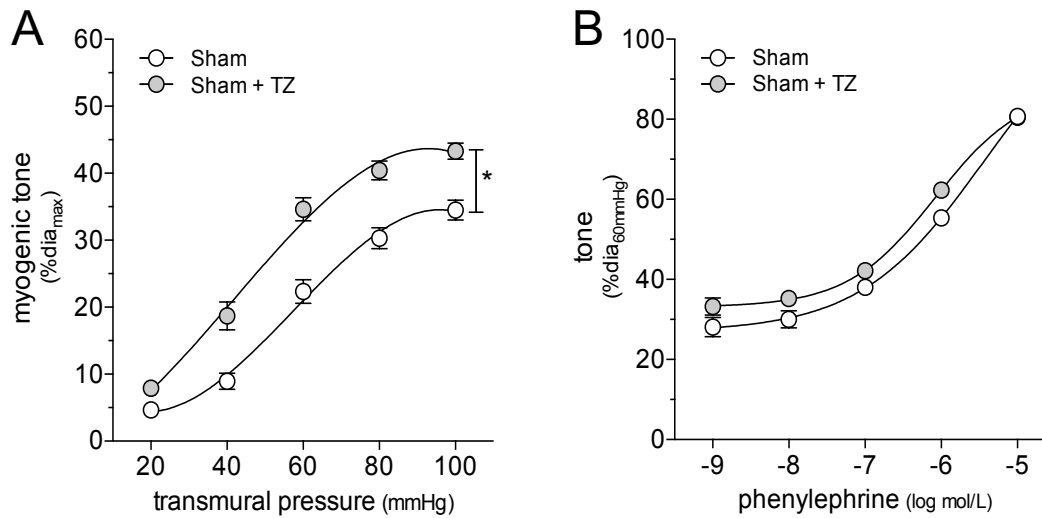 A
60
50
40
30
20
10
0
myogenic tone
(%dia_max)
Sham
Sham + TZ
*
20 40 60 80 100
transmural pressure (mmHg)
B
100
80
60
40
20
0
tone
(%dia_60mmHg)
Sham
Sham + TZ
-9 -8 -7 -6 -5
phenylephrine (log mol/L)